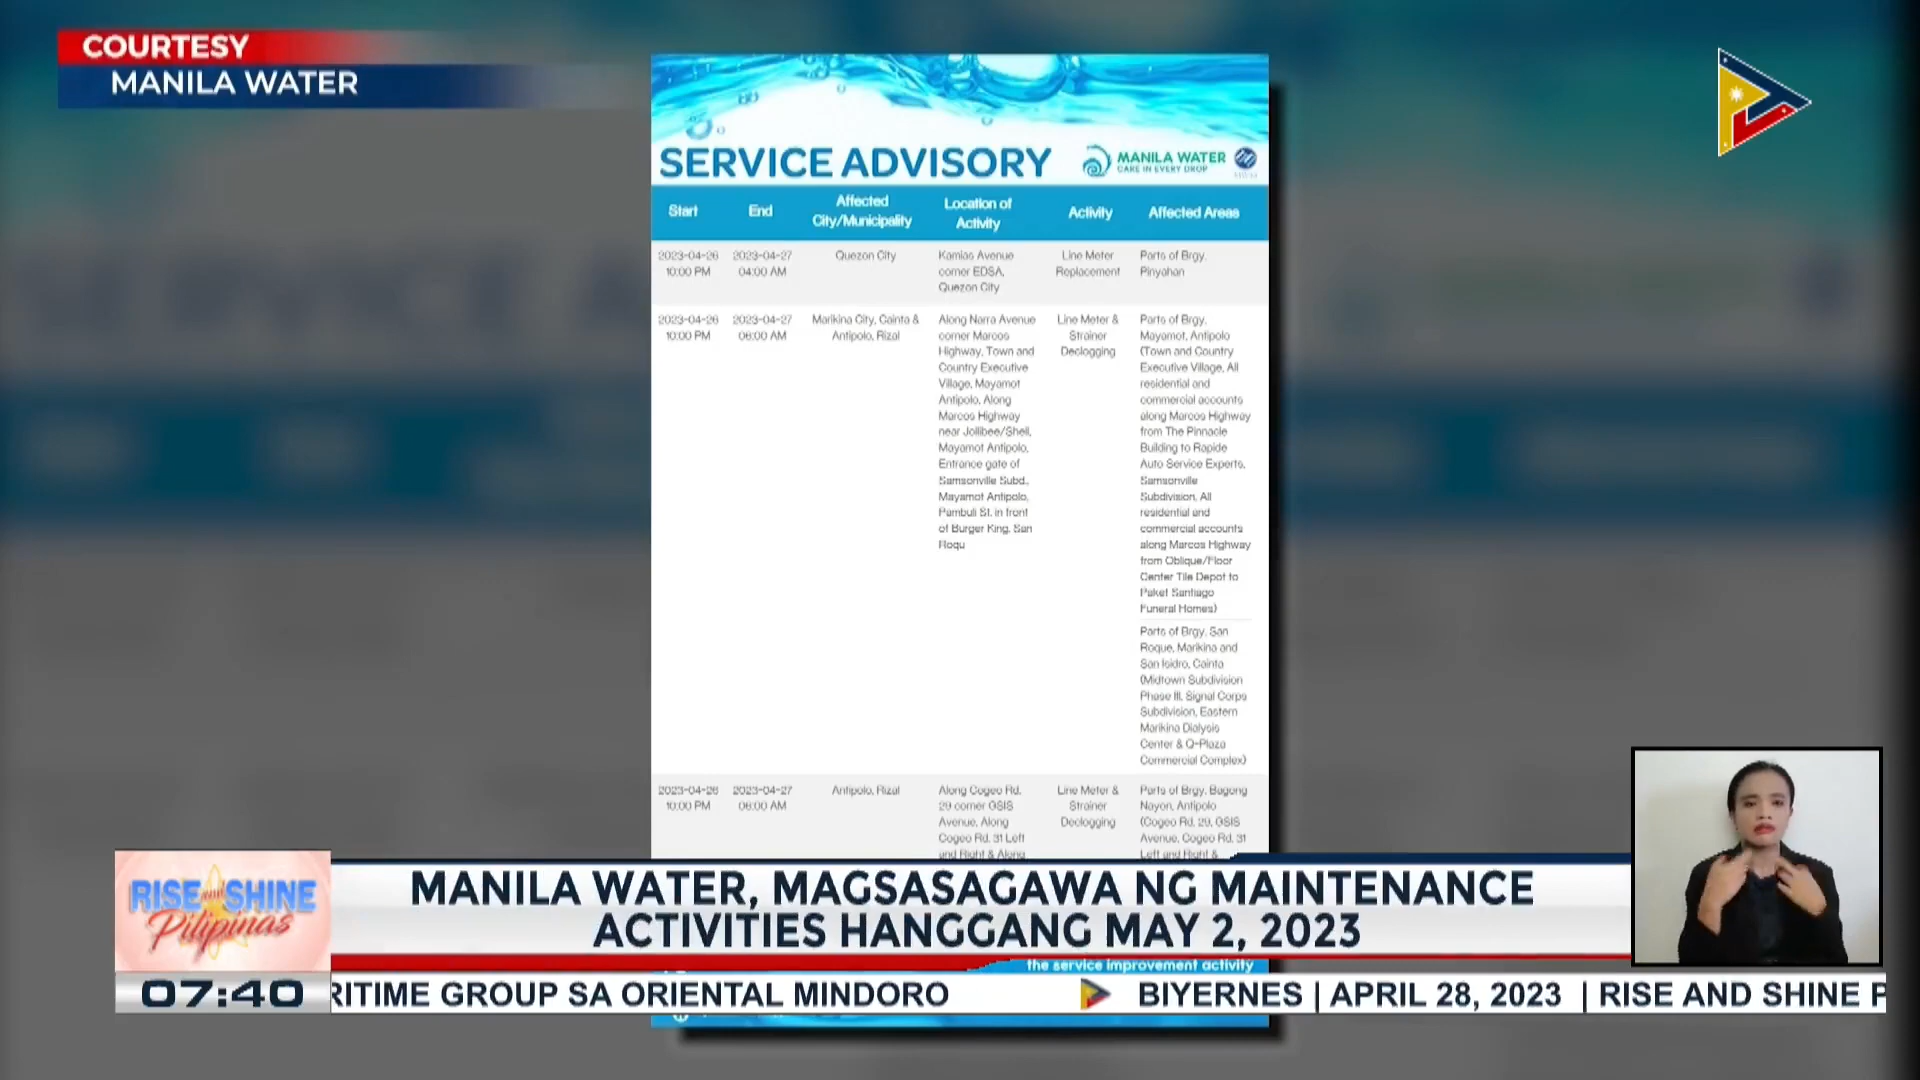 COURTESY
MANILA WATER
SERVICE ADVISORY
MANILA WATER
CARE IN EVERY DROP
Start
End
Affected
City/Municipality
Location of
Activity
Activity
Affected Areas
2023-04-26
10:00 PM
2023-04-27
04:00 AM
Quezon City
Kamias Avenue
corner EDSA,
Quezon City
Line Meter
Replacement
Parts of Brgy.
Pinyahan
2023-04-26
10:00 PM
2023-04-27
06:00 AM
Marikina City, Cainta &
Antipolo, Rizal
Along Narra Avenue
corner Marcos
Highway, Town and
Country Executive
Village, Mayamot
Antipolo, Along
Marcos Highway
near Jollibee/Shell,
Mayamot Antipolo,
Entrance gate of
Samsonville Subd.,
Mayamot Antipolo,
Pambuli St. in front
of Burger King, San
Roqu
Line Meter &
Strainer
Declogging
Parts of Brgy.
Mayamot, Antipolo
(Town and Country
Executive Village, All
residential and
commercial accounts
along Marcos Highway
from The Pinnacle
Building to Rapide
Auto Service Experts,
Samsonville
Subdivision, All
residential and
commercial accounts
along Marcos Highway
from Oblique/Floor
Center Tile Depot to
Paket Santiago
Funeral Homes)
Parts of Brgy. San
Roque, Marikina and
San Isidro, Cainta
(Midtown Subdivision
Phase III, Signal Corps
Subdivision, Eastern
Marikina Dialysis
Center & Q-Plaza
Commercial Complex)
2023-04-26
10:00 PM
2023-04-27
06:00 AM
Antipolo, Rizal
Along Cogeo Rd.
29 corner GSIS
Avenue, Along
Cogeo Rd. 31 Left
and Right & Along
Line Meter &
Strainer
Declogging
Parts of Brgy. Bagong
Nayon, Antipolo
(Cogeo Rd. 29, GSIS
Avenue, Cogeo Rd. 31
Left and Right &
RISE and SHINE
Pilipinas
MANILA WATER, MAGSASAGAWA NG MAINTENANCE
ACTIVITIES HANGGANG MAY 2, 2023
the service improvement activity
07:40
RITIME GROUP SA ORIENTAL MINDORO
BIYERNES | APRIL 28, 2023 | RISE AND SHINE P